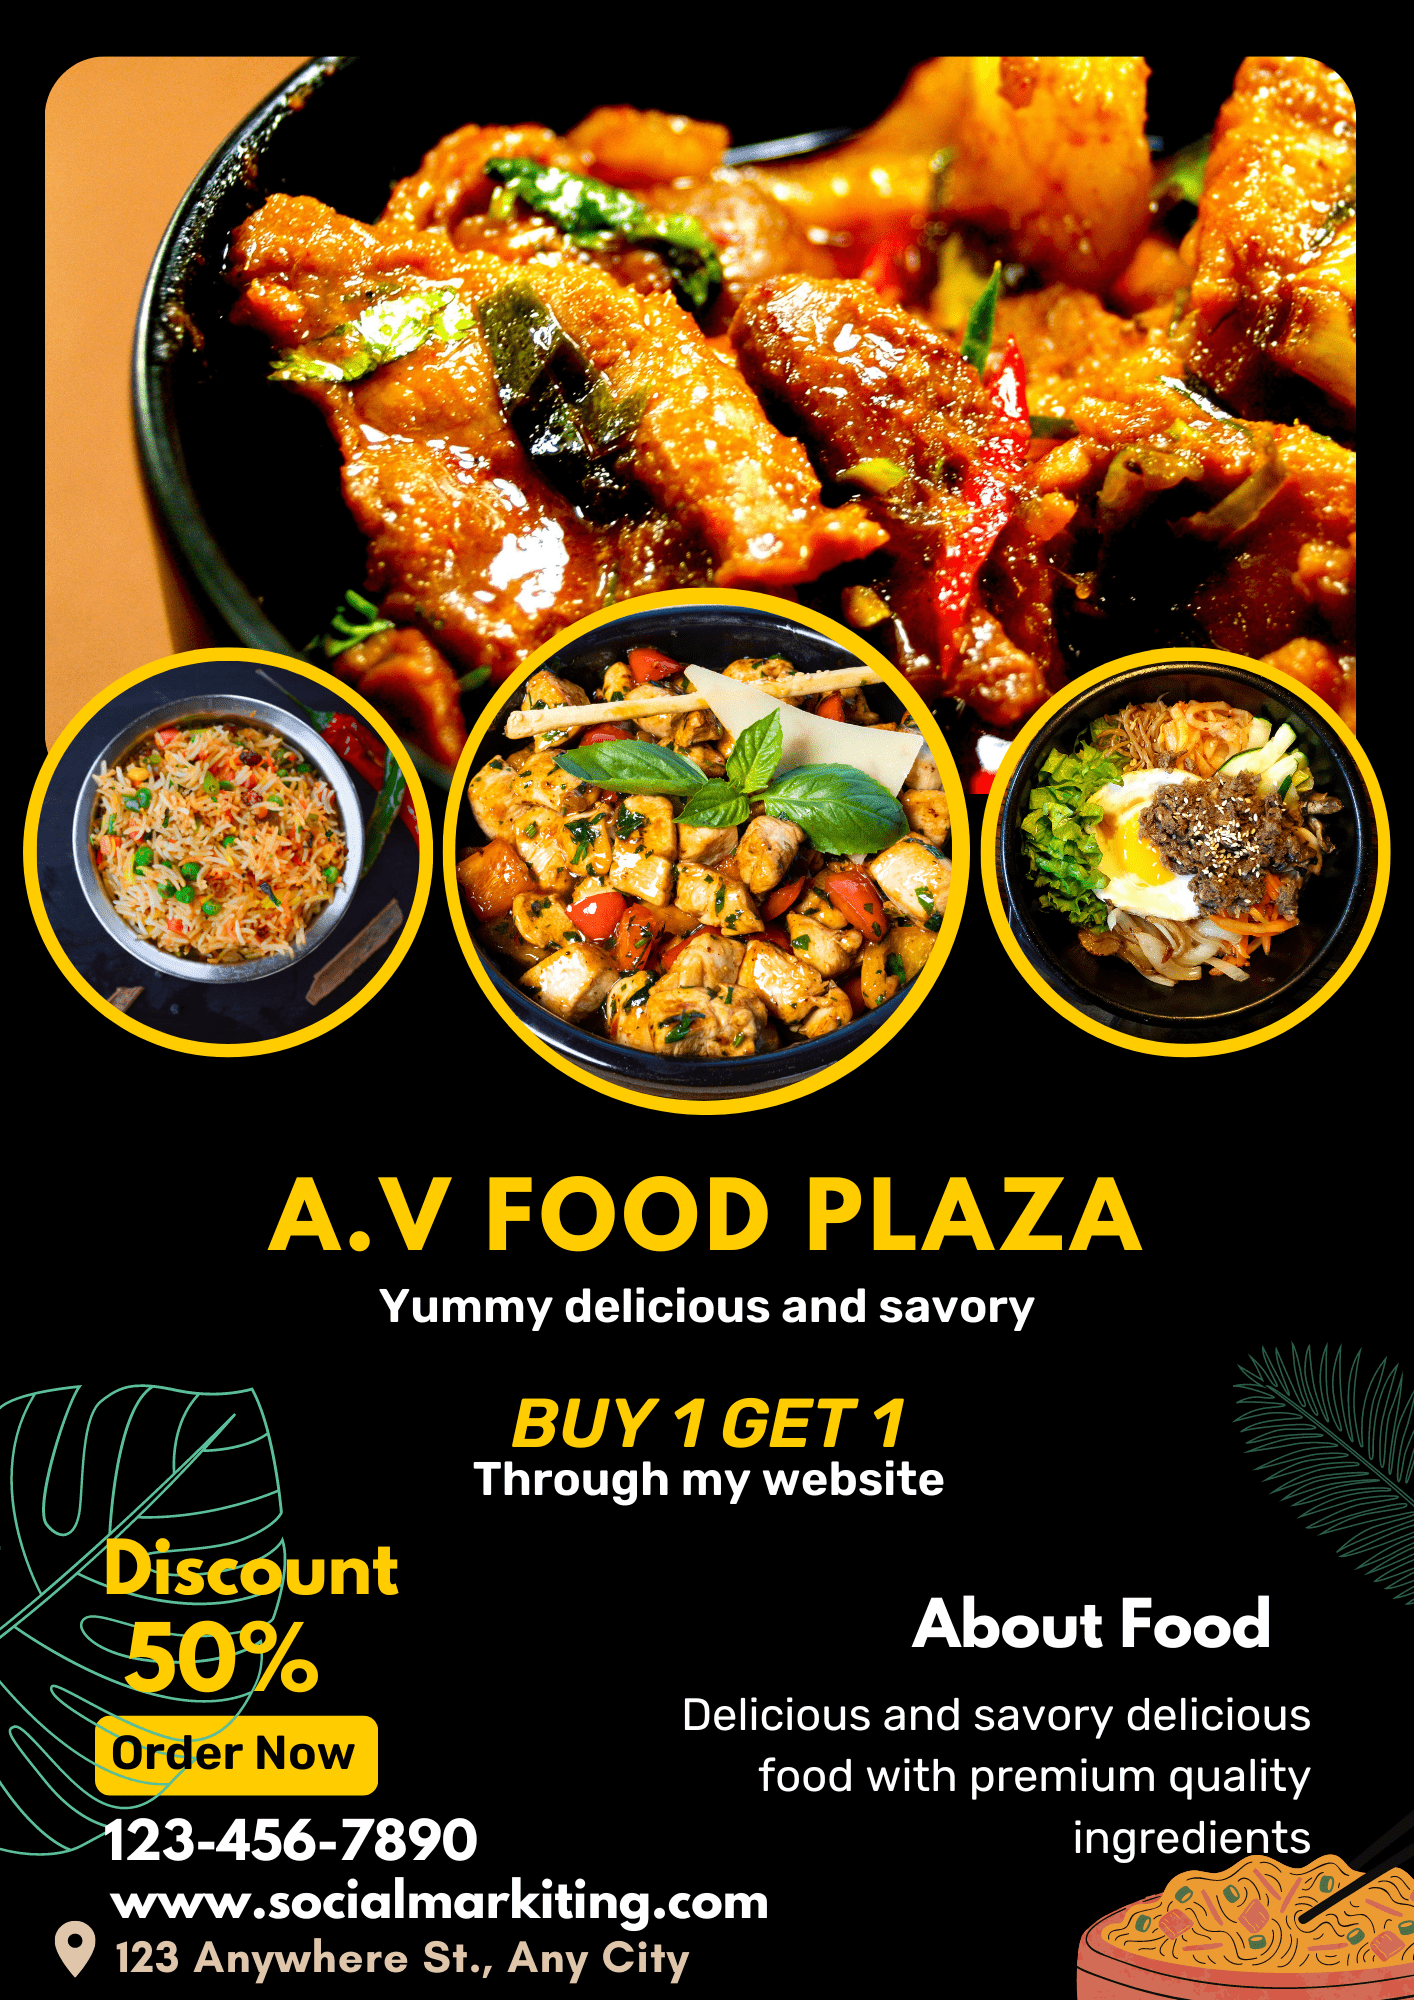 A.V FOOD PLAZA
Yummy delicious and savory
BUY 1 GET 1
Through my website
Discount
50%
Order Now
123-456-7890
www.socialmarkiting.com
123 Anywhere St., Any City
About Food
Delicious and savory delicious
food with premium quality
ingredients